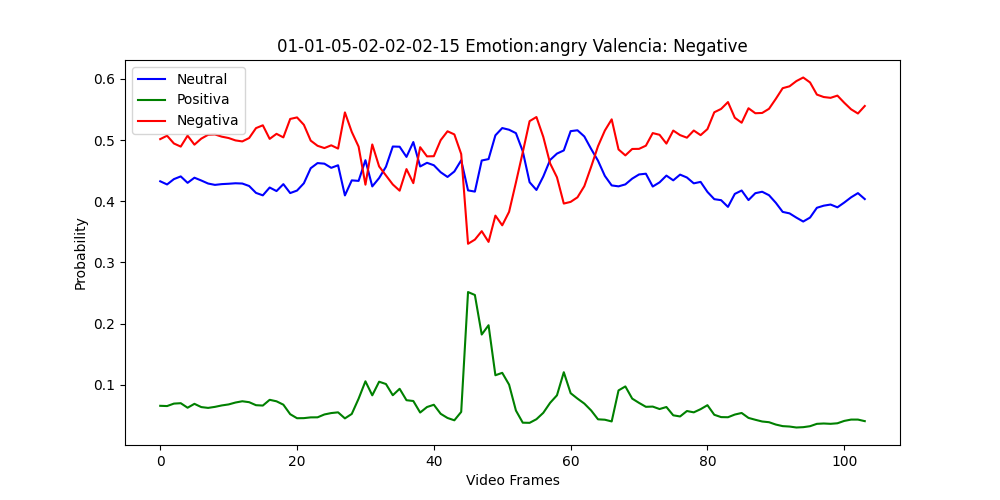 01-01-05-02-02-02-15 Emotion:angry Valencia: Negative
Neutral
Positiva
Negativa
0.6
0.5
0.4
0.3
0.2
0.1
Probability
0 20 40 60 80 100
Video Frames